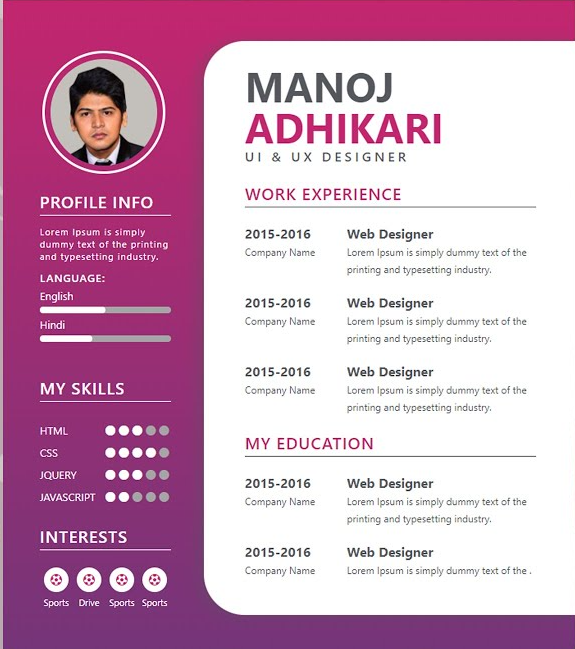 MANOJ
ADHIKARI
UI & UX DESIGNER
PROFILE INFO
Lorem Ipsum is simply
dummy text of the printing
and typesetting industry.
LANGUAGE:
English
Hindi
MY SKILLS
HTML
CSS
JQUERY
JAVASCRIPT
INTERESTS
Sports Drive Sports Sports
WORK EXPERIENCE
2015-2016 Web Designer
Company Name Lorem Ipsum is simply dummy text of the
printing and typesetting industry.
2015-2016 Web Designer
Company Name Lorem Ipsum is simply dummy text of the
printing and typesetting industry.
2015-2016 Web Designer
Company Name Lorem Ipsum is simply dummy text of the
printing and typesetting industry.
MY EDUCATION
2015-2016 Web Designer
Company Name Lorem Ipsum is simply dummy text of the
printing and typesetting industry.
2015-2016 Web Designer
Company Name Lorem Ipsum is simply dummy text of the .